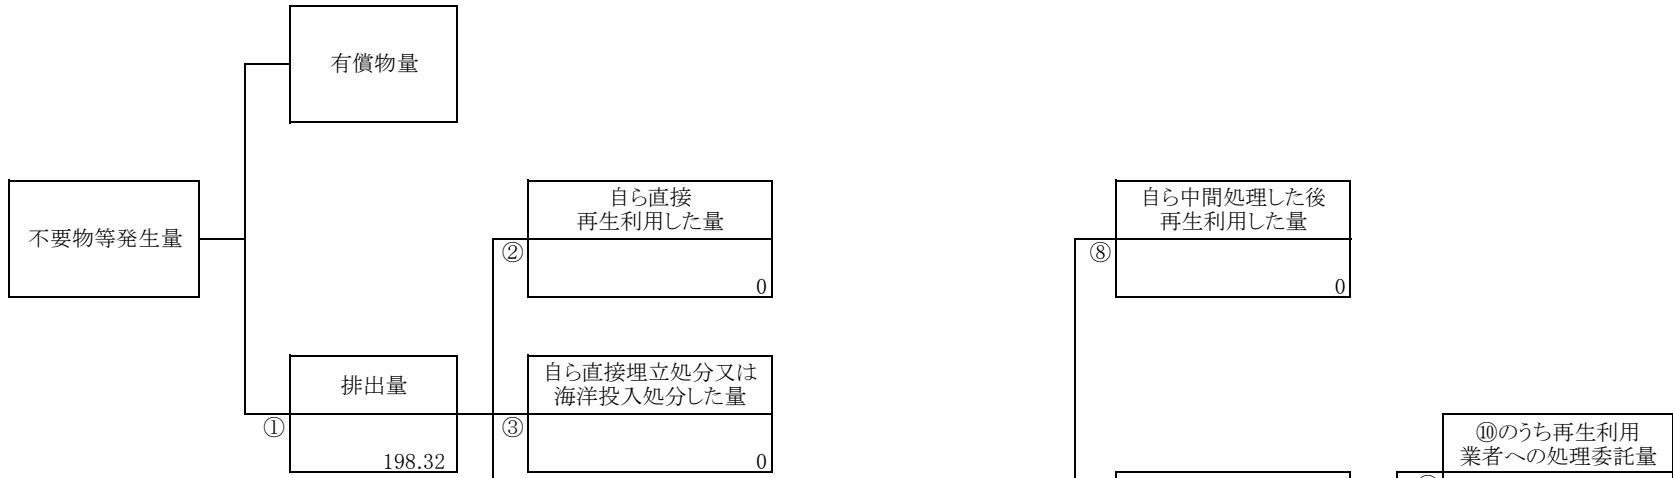 有償物量
不要物等発生量
自ら直接
再生利用した量
②
0
自ら中間処理した後
再生利用した量
⑧
0
排出量
①
198.32
自ら直接埋立処分又は
海洋投入処分した量
③
0
⑩のうち再生利用
業者への処理委託量